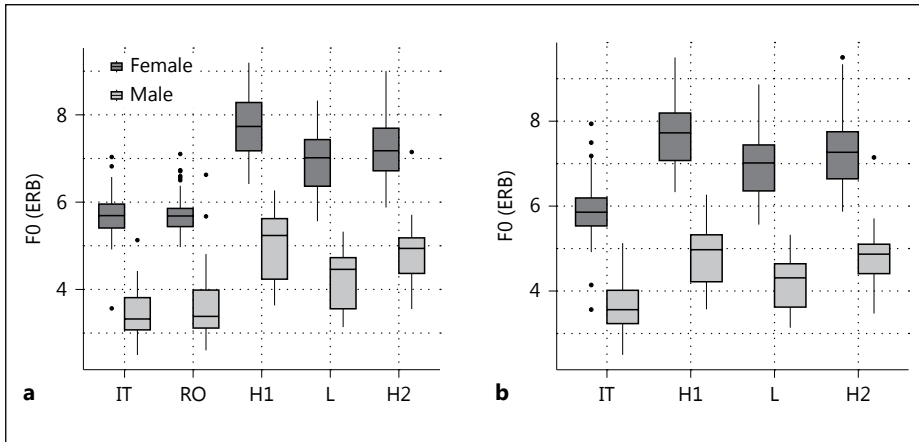 Female
Male
F0 (ERB)
8
6
4
IT RO H1 L H2
a
F0 (ERB)
8
6
4
IT H1 L H2
b